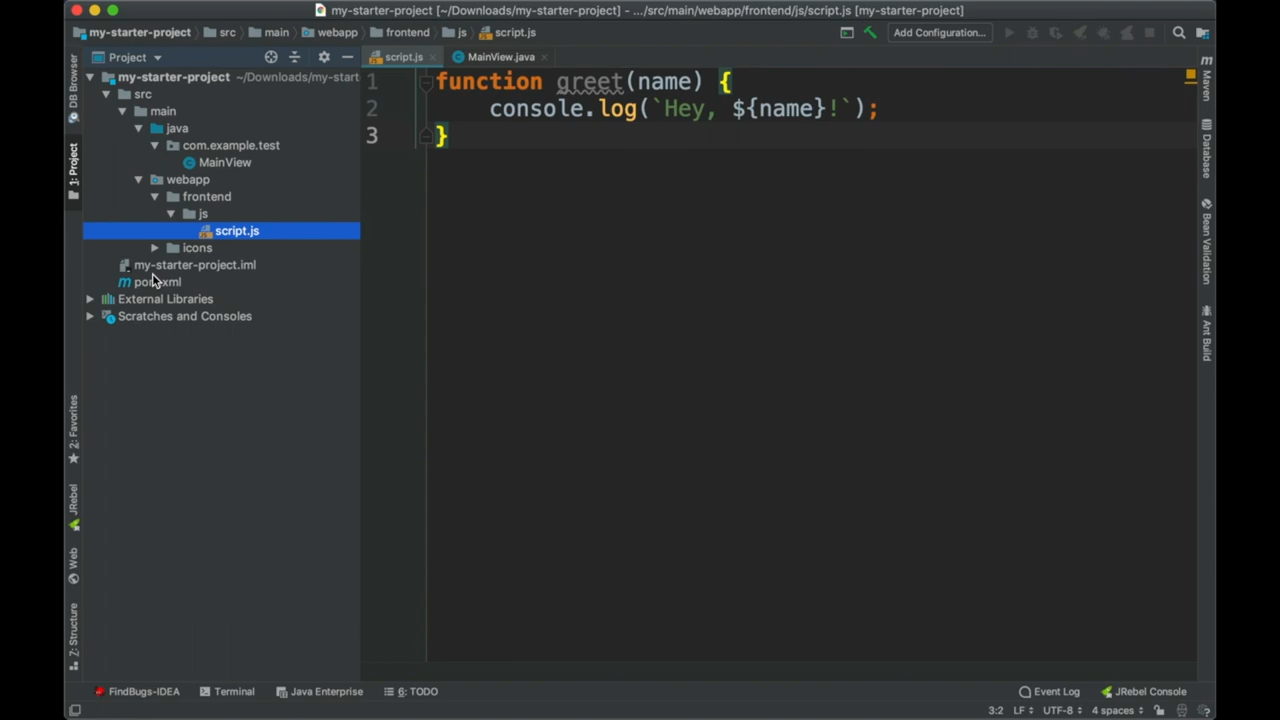 my-starter-project [~/Downloads/my-starter-project] - .../src/main/webapp/frontend/js/script.js [my-starter-project]
my-starter-project src main webapp frontend js script.js Add Configuration...
Project script.js MainView.java
my-starter-project ~/Downloads/my-start
src
main
java
com.example.test
MainView
webapp
frontend
js
script.js
icons
my-starter-project.iml
External Libraries
Scratches and Consoles
1 function greet(name) {
2 console.log(`Hey, ${name}!`);
3 }
DB Browser
1: Project
2: Favorites
JRebel
Web
7: Structure
m
Maven
Database
Bean Validation
Ant Build
FindBugs-IDEA Terminal Java Enterprise 6: TODO Event Log JRebel Console
3:2 LF UTF-8 4 spaces